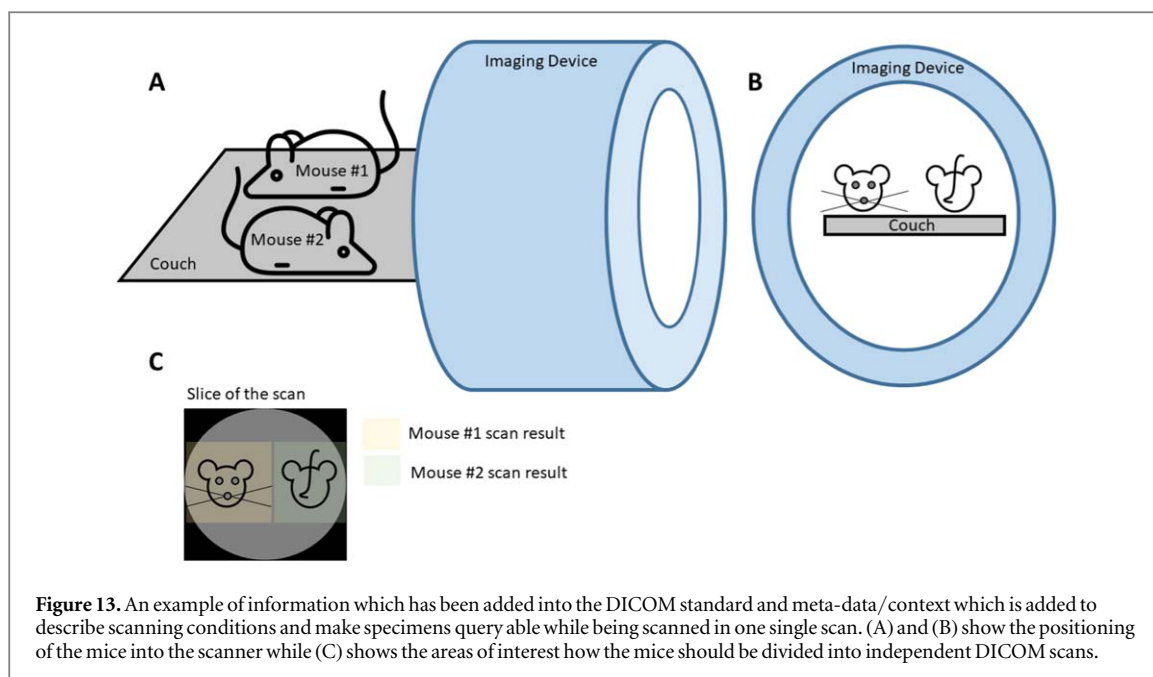 A
Imaging Device
Mouse #1
Mouse #2
Couch
B
Imaging Device
Couch
C
Slice of the scan
Mouse #1 scan result
Mouse #2 scan result
Figure 13. An example of information which has been added into the DICOM standard and meta-data/context which is added to
describe scanning conditions and make specimens query able while being scanned in one single scan. (A) and (B) show the positioning
of the mice into the scanner while (C) shows the areas of interest how the mice should be divided into independent DICOM scans.